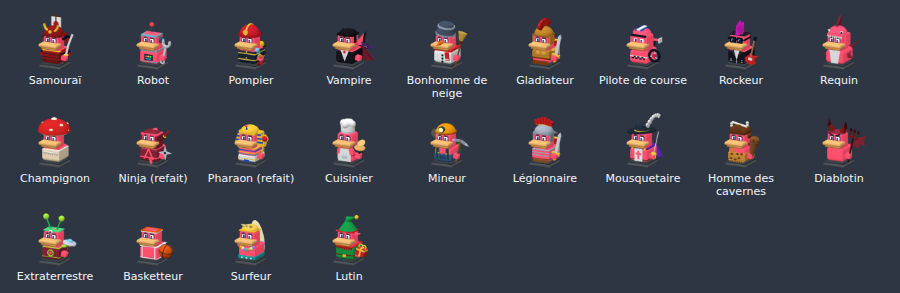 Samouraï
Robot
Pompier
Vampire
Bonhomme de
neige
Gladiateur
Pilote de course
Rockeur
Requin
Champignon
Ninja (refait)
Pharaon (refait)
Cuisinier
Mineur
Légionnaire
Mousquetaire
Homme des
cavernes
Diablotin
Extraterrestre
Basketteur
Surfeur
Lutin